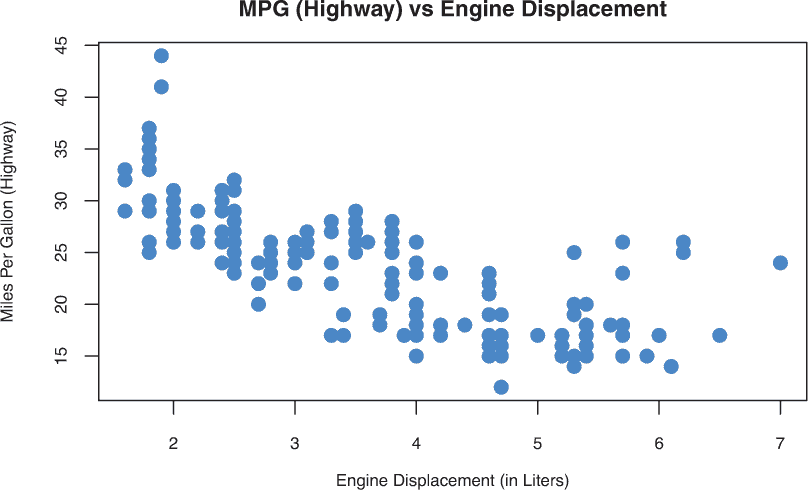 MPG (Highway) vs Engine Displacement
Miles Per Gallon (Highway)
45
40
35
30
25
20
15
2 3 4 5 6 7
Engine Displacement (in Liters)